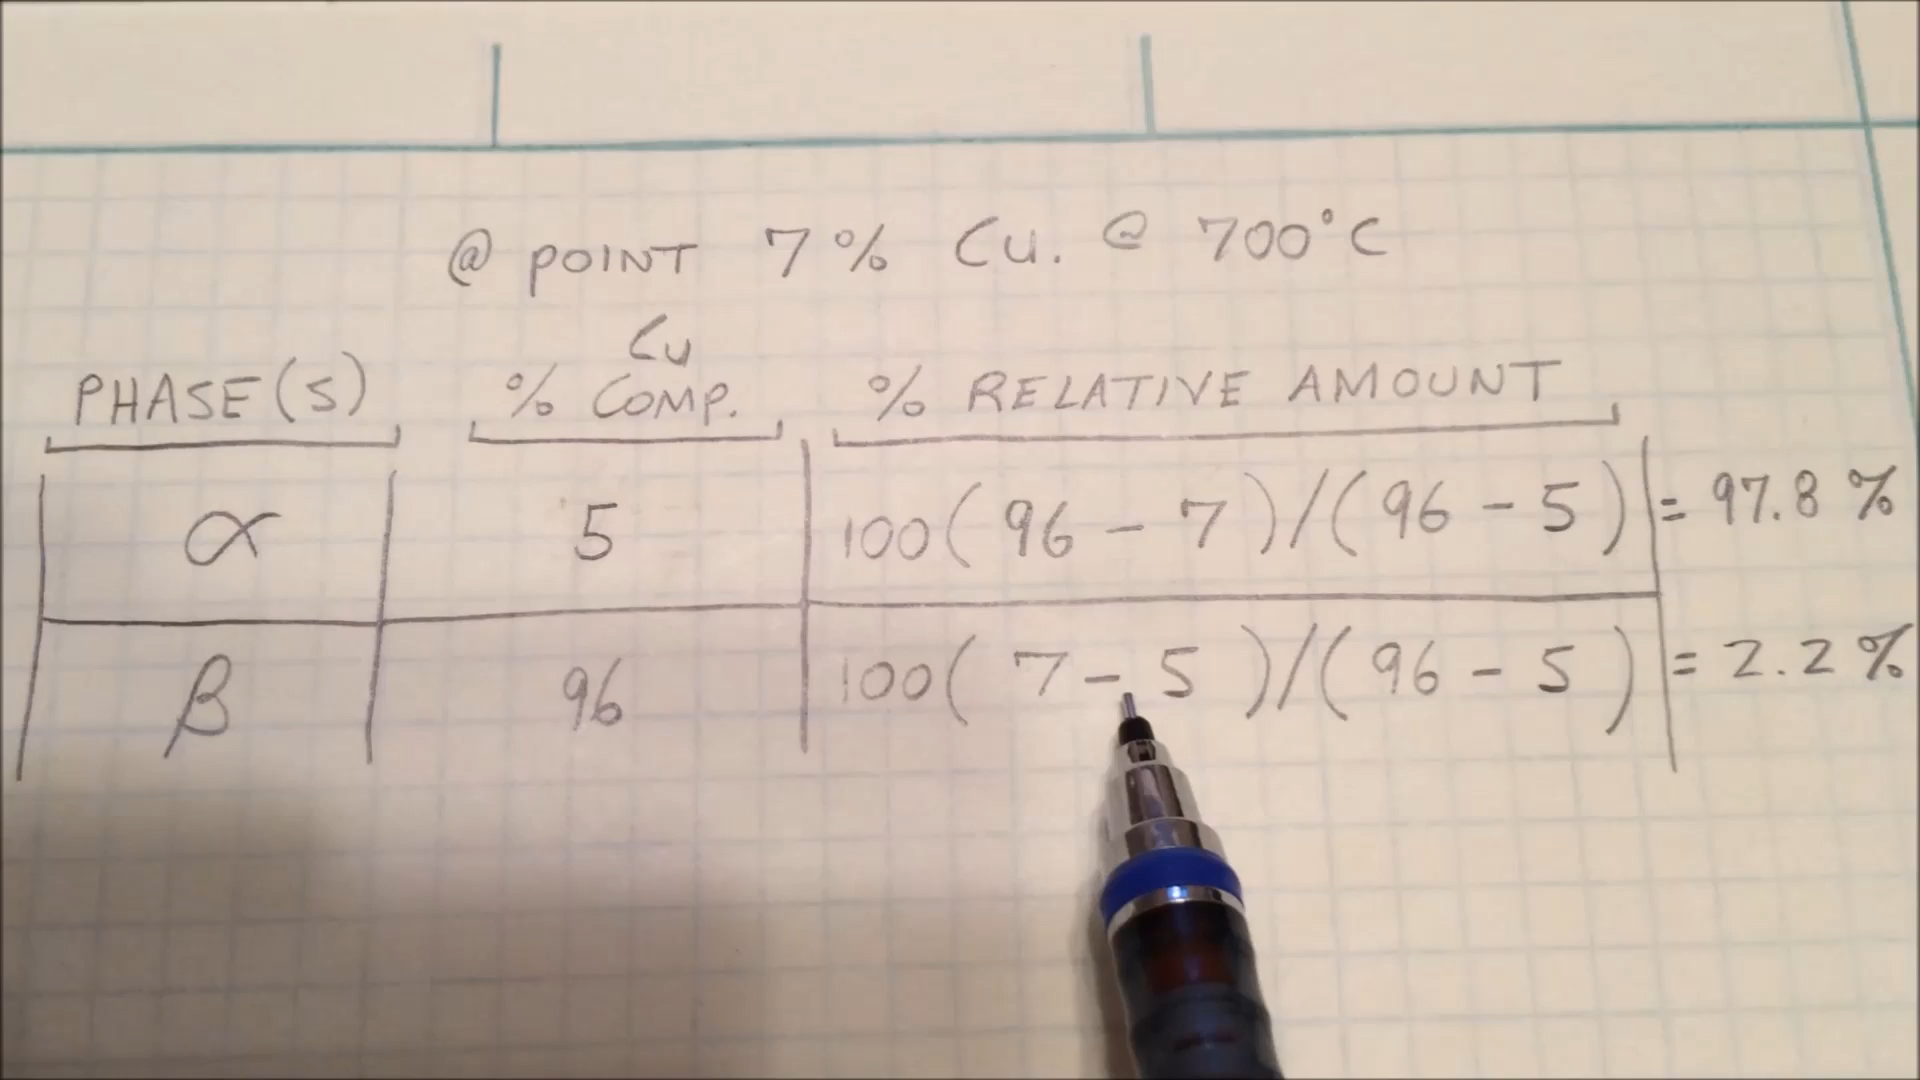 @ POINT 7% Cu. @ 700°C
Cu
PHASE(S) % COMP. % RELATIVE AMOUNT
α 5 100(96-7)/(96-5) = 97.8%
β 96 100(7-5)/(96-5) = 2.2%